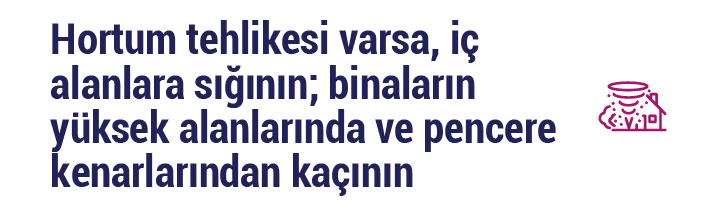 Hortum tehlikesi varsa, iç
alanlara sığının; binaların
yüksek alanlarında ve pencere
kenarlarından kaçının